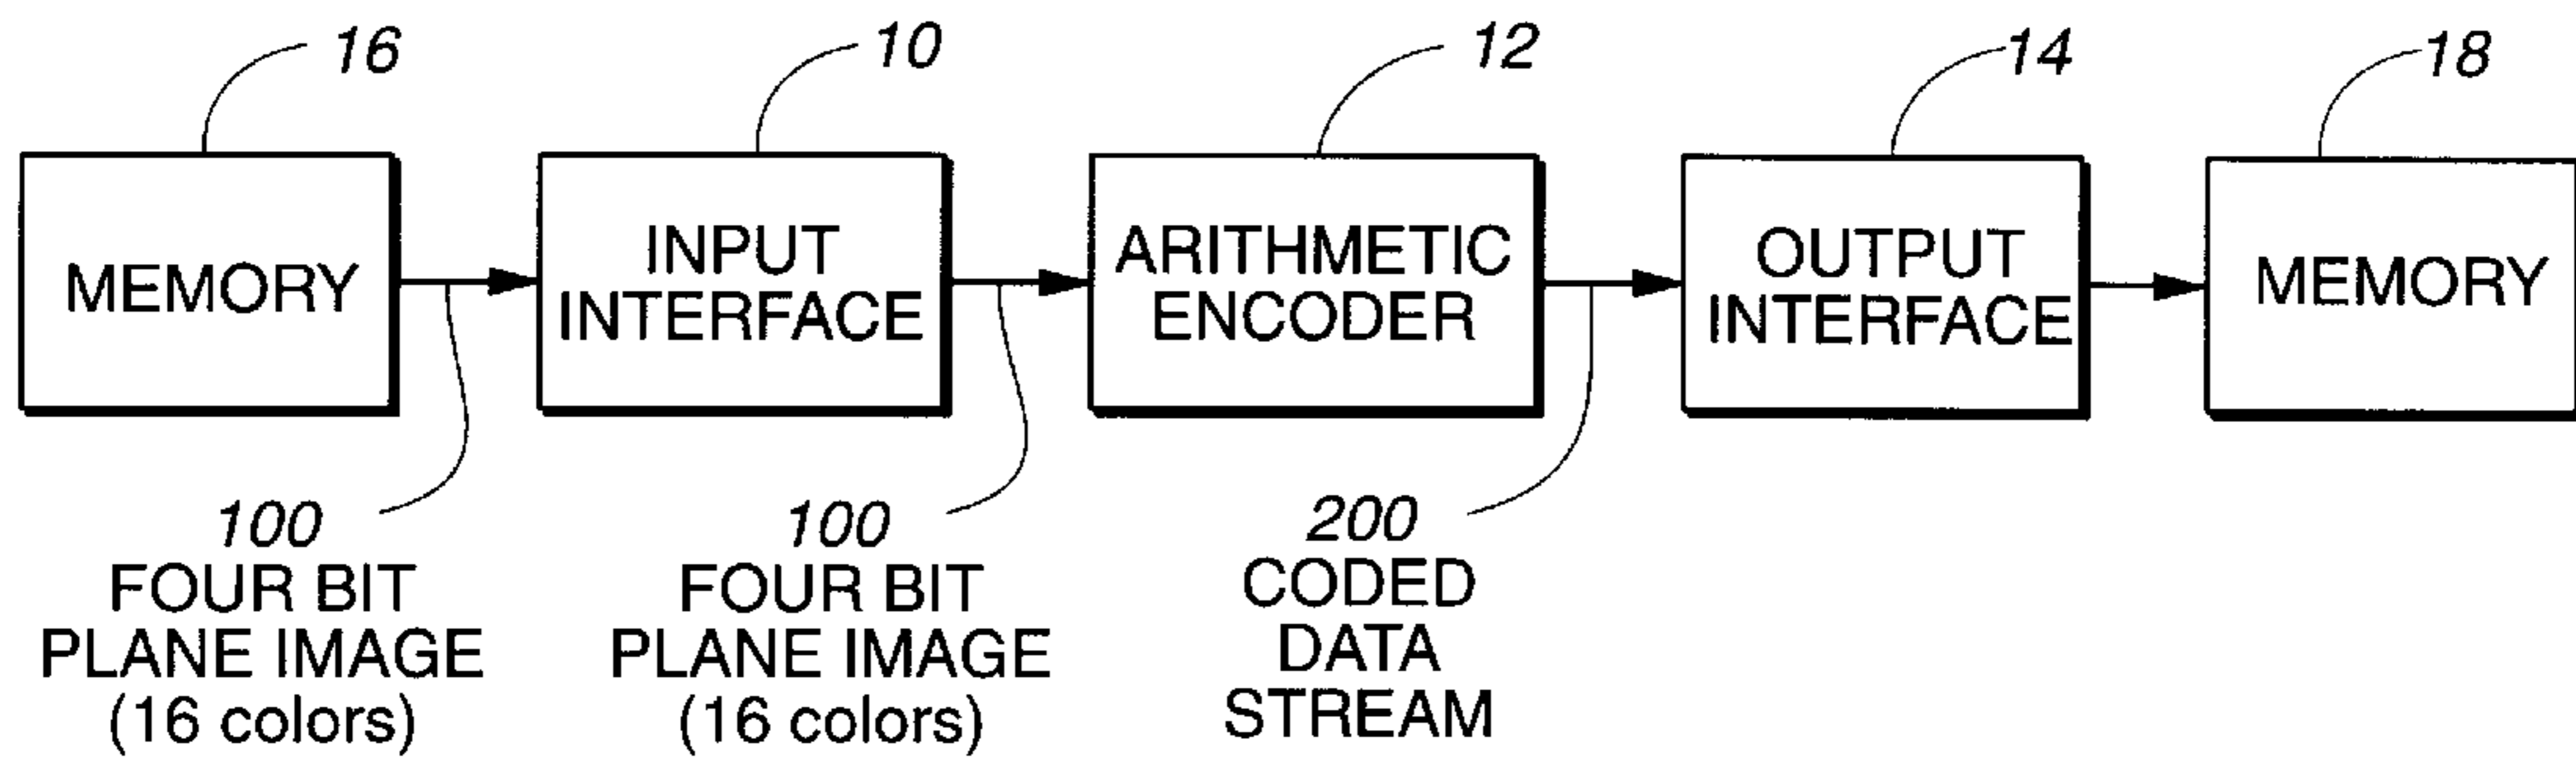 16
10
12
14
18
MEMORY
INPUT
INTERFACE
ARITHMETIC
ENCODER
OUTPUT
INTERFACE
MEMORY
100
FOUR BIT
PLANE IMAGE
(16 colors)
100
FOUR BIT
PLANE IMAGE
(16 colors)
200
CODED
DATA
STREAM